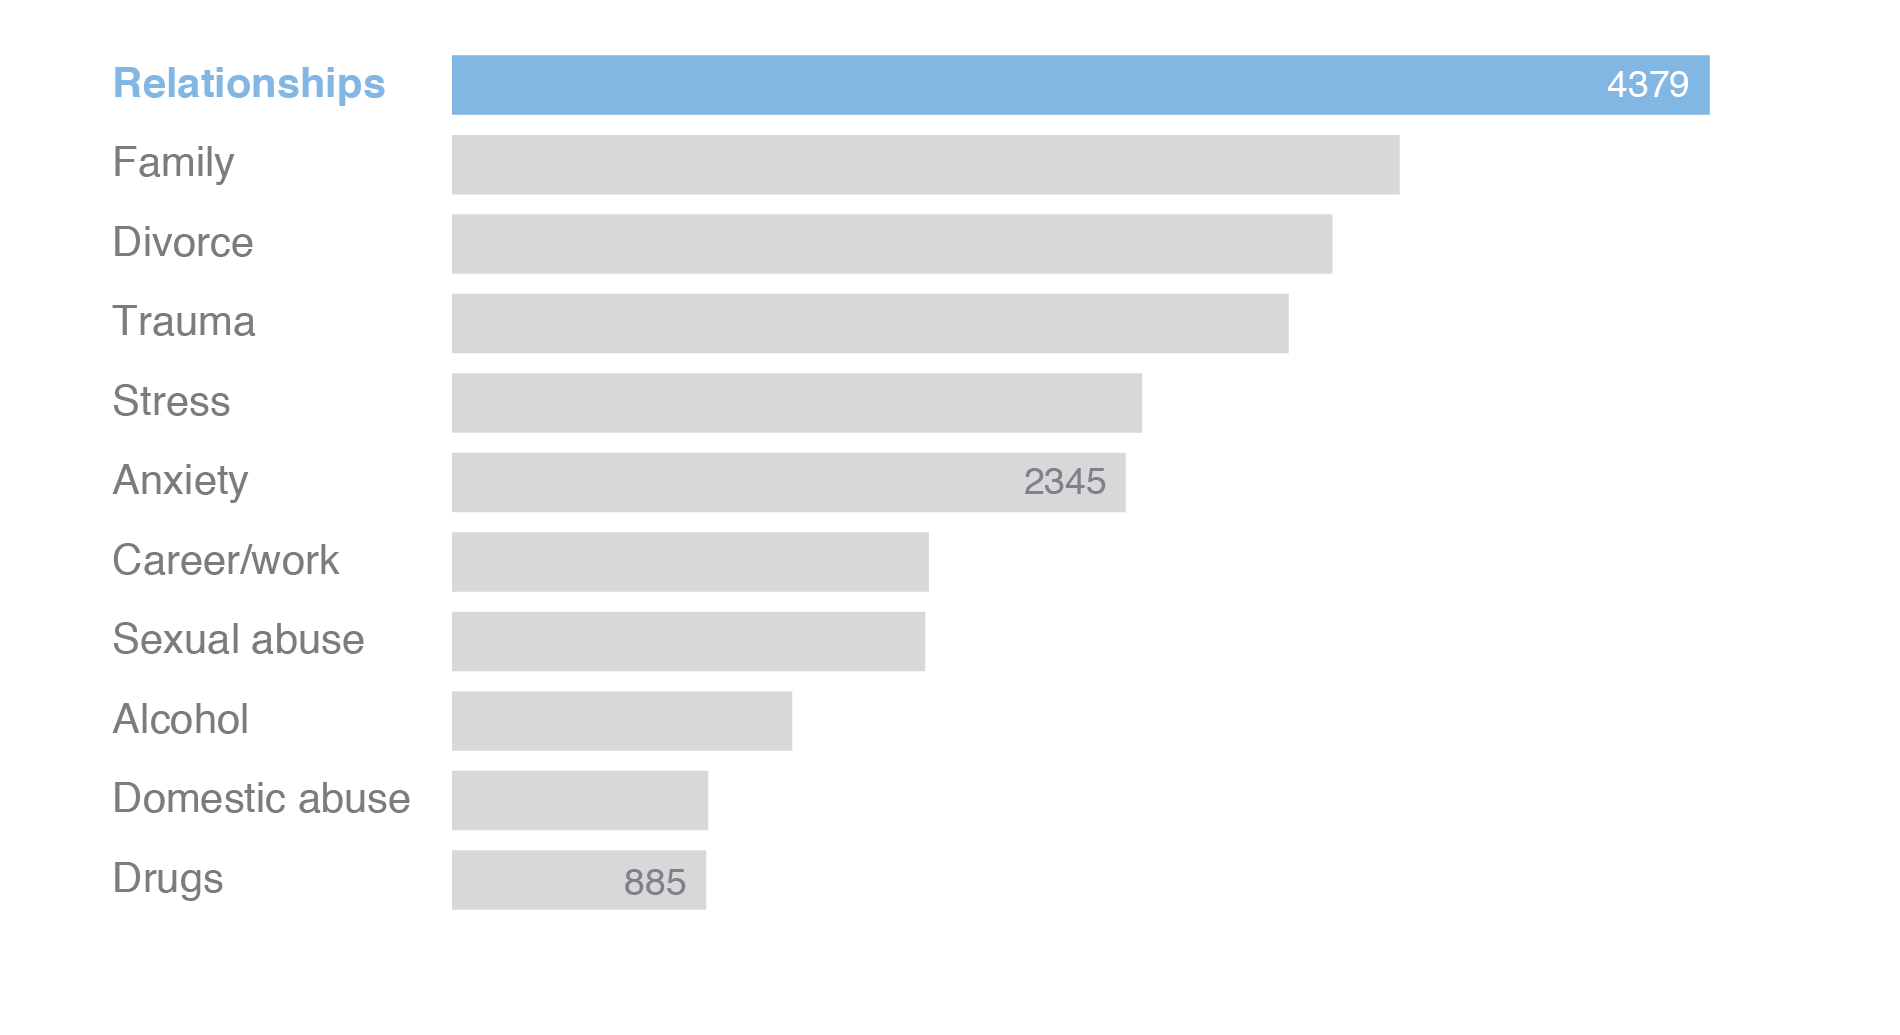 Relationships 4379
Family
Divorce
Trauma
Stress
Anxiety 2345
Career/work
Sexual abuse
Alcohol
Domestic abuse
Drugs 885